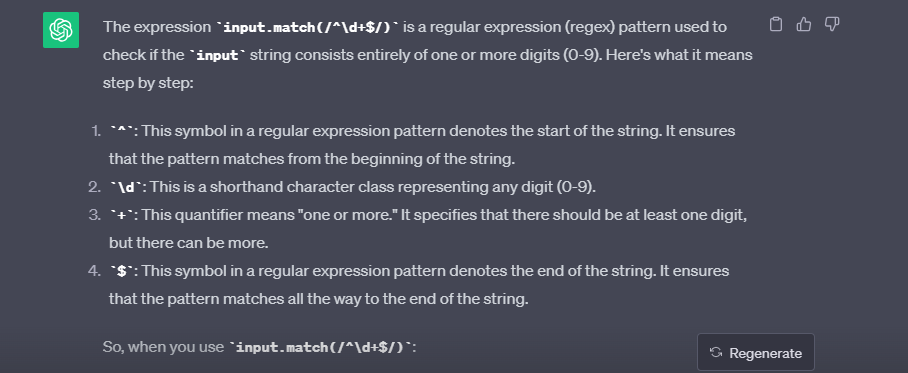 The expression `input.match(/^\d+$/)` is a regular expression (regex) pattern used to
check if the `input` string consists entirely of one or more digits (0-9). Here's what it means
step by step:
1. `^`: This symbol in a regular expression pattern denotes the start of the string. It ensures
that the pattern matches from the beginning of the string.
2. `\d`: This is a shorthand character class representing any digit (0-9).
3. `+`: This quantifier means "one or more." It specifies that there should be at least one digit,
but there can be more.
4. `$`: This symbol in a regular expression pattern denotes the end of the string. It ensures
that the pattern matches all the way to the end of the string.
So, when you use `input.match(/^\d+$/)`:
Regenerate